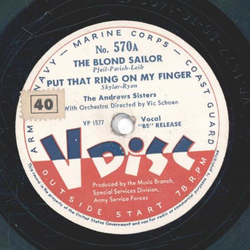 ARMY — NAVY — MARINE CORPS — COAST GUARD
No. 570A
THE BLOND SAILOR
Pfeil-Parish-Leib
PUT THAT RING ON MY FINGER
Skylar-Ryan
The Andrews Sisters
With Orchestra Directed by Vic Schoen
40
VP 1577
Vocal
"85" RELEASE
V DISC
Produced by the Music Branch,
Special Services Division,
Army Service Forces
OUTSIDE START 78 RPM